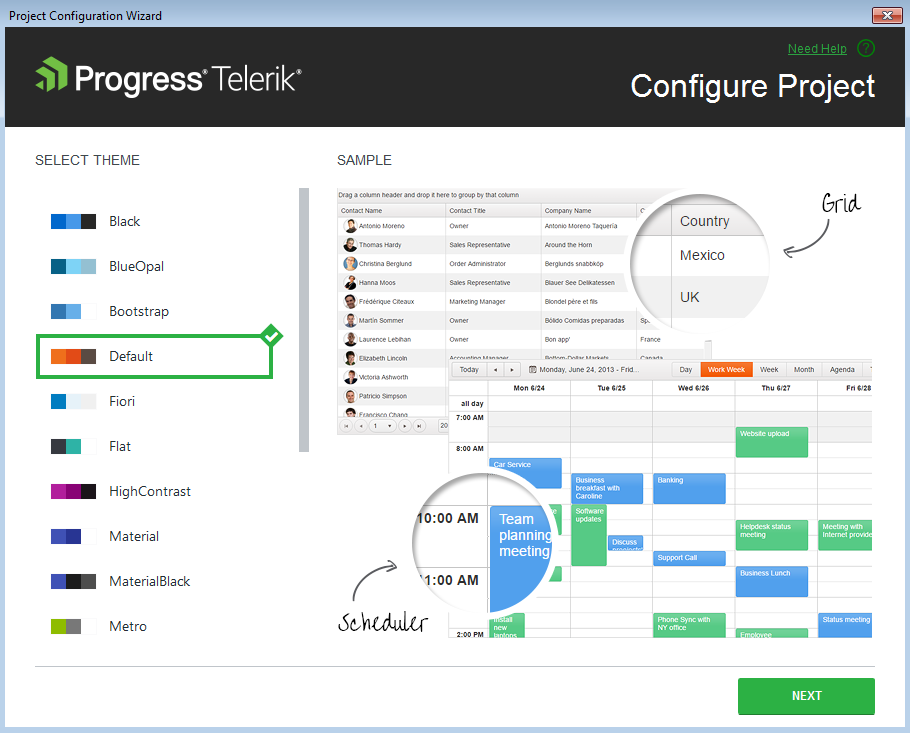 Project Configuration Wizard
Need Help ?
Progress® Telerik®
Configure Project
SELECT THEME
Black
BlueOpal
Bootstrap
Default
Fiori
Flat
HighContrast
Material
MaterialBlack
Metro
SAMPLE
Drag a column header and drop it here to group by that column
Contact Name Contact Title Company Name
Antonio Moreno Owner Antonio Moreno Taquería
Thomas Hardy Sales Representative Around the Horn
Christina Berglund Order Administrator Berglunds snabbköp
Hanna Moos Sales Representative Blauer See Delikatessen
Frédérique Citeaux Marketing Manager Blondel père et fils
Martín Sommer Owner Bólido Comidas preparadas
Laurence Lebihan Owner Bon app' France
Elizabeth Lincoln Accounting Manager Bottom-Dollar Markets Canada
Victoria Ashworth
Patricio Simpson
Francisco Chang
1
20
Country
Mexico
UK
Grid
Today Monday, June 24, 2013 - Frid... Day Work Week Week Month Agenda
Mon 6/24 Tue 6/25 Wed 6/26 Thu 6/27 Fri 6/28
all day
7:00 AM
Website upload
8:00 AM
Car Service
Business
breakfast with
Caroline
Banking
Software
updates
Discuss
Helpdesk status
meeting
Meeting with
Internet provide
Support Call
Business Lunch
10:00 AM
Team
planning
meeting
11:00 AM
Scheduler
Install
new
laptops
Phone Sync with
NY office
Status meeting
Employee
2:00 PM
NEXT